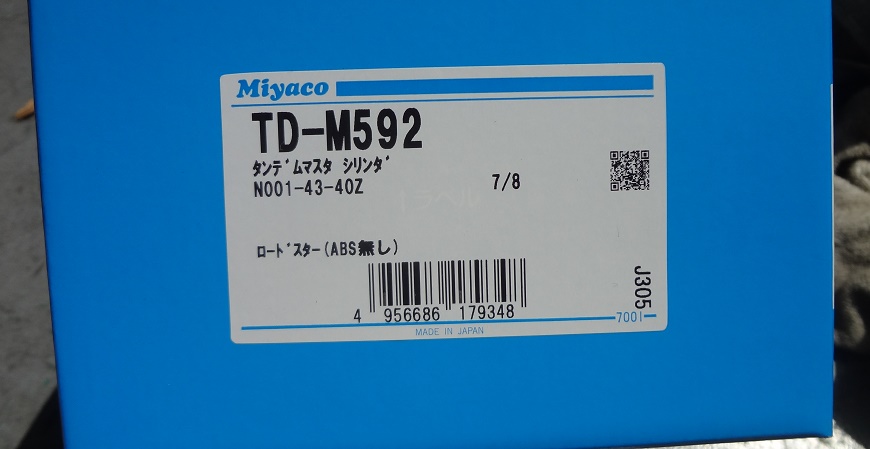 Miyaco
TD-M592
タンデムマスタ シリンダ
N001-43-40Z 7/8
ロードスター(ABS無し)
4 956686 179348
J305
7001
MADE IN JAPAN